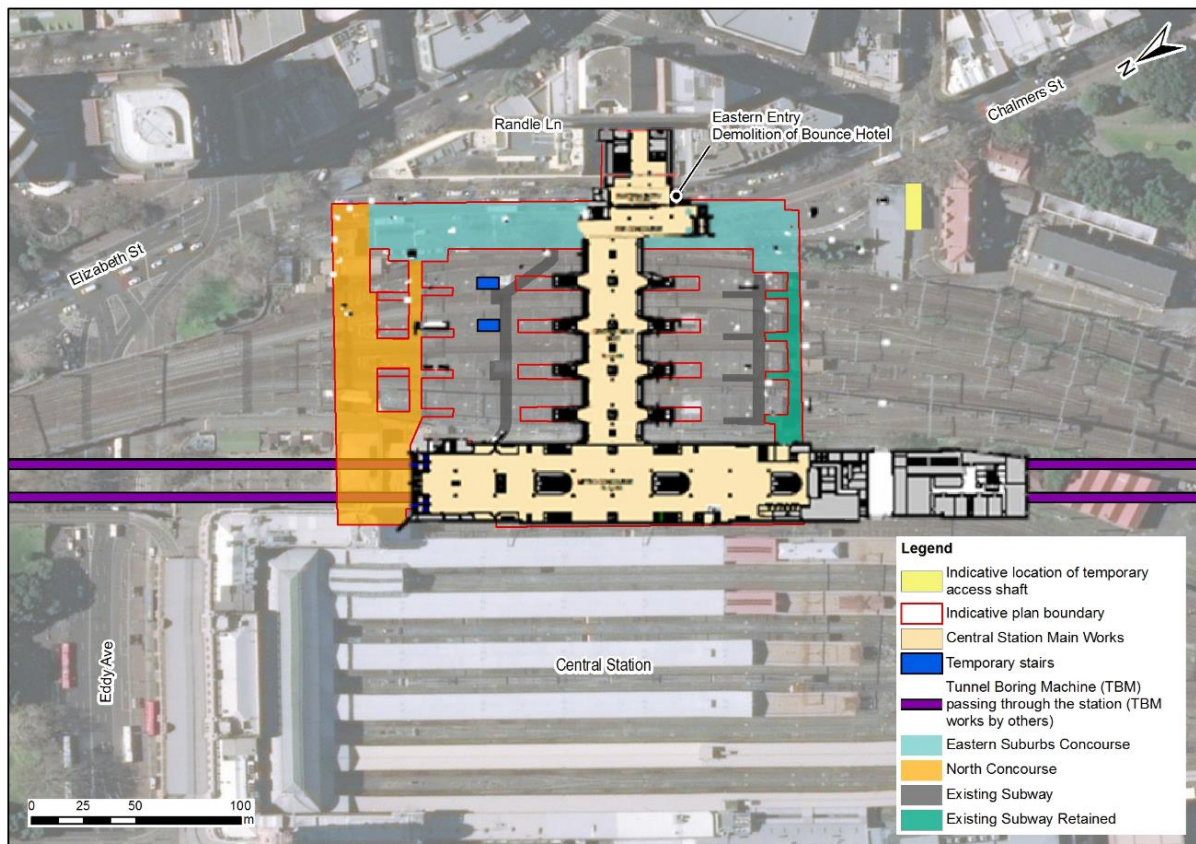 N
Chalmers St
Randle Ln
Eastern Entry
Demolition of Bounce Hotel
Elizabeth St
Eddy Ave
Central Station
0 25 50 100
m
Legend
Indicative location of temporary
access shaft
Indicative plan boundary
Central Station Main Works
Temporary stairs
Tunnel Boring Machine (TBM)
passing through the station (TBM
works by others)
Eastern Suburbs Concourse
North Concourse
Existing Subway
Existing Subway Retained